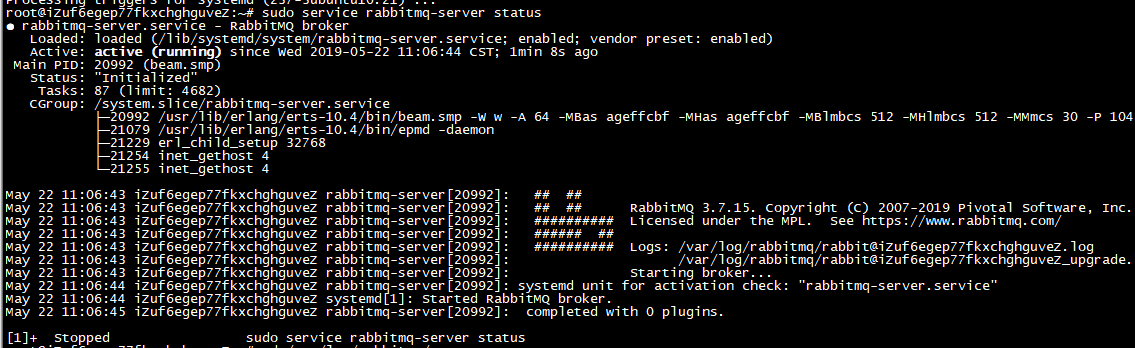 Processing triggers for systemd (237-3ubuntu10.21) ...
root@iZuf6egep77fkxchghguveZ:~# sudo service rabbitmq-server status
● rabbitmq-server.service - RabbitMQ broker
   Loaded: loaded (/lib/systemd/system/rabbitmq-server.service; enabled; vendor preset: enabled)
   Active: active (running) since Wed 2019-05-22 11:06:44 CST; 1min 8s ago
 Main PID: 20992 (beam.smp)
   Status: "Initialized"
    Tasks: 87 (limit: 4682)
   CGroup: /system.slice/rabbitmq-server.service
           ├─20992 /usr/lib/erlang/erts-10.4/bin/beam.smp -W w -A 64 -MBas ageffcbf -MHas ageffcbf -MBlmbcs 512 -MHlmbcs 512 -MMmcs 30 -P 104
           ├─21079 /usr/lib/erlang/erts-10.4/bin/epmd -daemon
           ├─21229 erl_child_setup 32768
           ├─21254 inet_gethost 4
           └─21255 inet_gethost 4
May 22 11:06:43 iZuf6egep77fkxchghguveZ rabbitmq-server[20992]:   ##  ##
May 22 11:06:43 iZuf6egep77fkxchghguveZ rabbitmq-server[20992]:   ##  ##      RabbitMQ 3.7.15. Copyright (C) 2007-2019 Pivotal Software, Inc.
May 22 11:06:43 iZuf6egep77fkxchghguveZ rabbitmq-server[20992]:   ##########  Licensed under the MPL.  See https://www.rabbitmq.com/
May 22 11:06:43 iZuf6egep77fkxchghguveZ rabbitmq-server[20992]:   ######  ##
May 22 11:06:43 iZuf6egep77fkxchghguveZ rabbitmq-server[20992]:   ##########  Logs: /var/log/rabbitmq/rabbit@iZuf6egep77fkxchghguveZ.log
May 22 11:06:43 iZuf6egep77fkxchghguveZ rabbitmq-server[20992]:                     /var/log/rabbitmq/rabbit@iZuf6egep77fkxchghguveZ_upgrade.
May 22 11:06:43 iZuf6egep77fkxchghguveZ rabbitmq-server[20992]:               Starting broker...
May 22 11:06:44 iZuf6egep77fkxchghguveZ rabbitmq-server[20992]: systemd unit for activation check: "rabbitmq-server.service"
May 22 11:06:44 iZuf6egep77fkxchghguveZ systemd[1]: Started RabbitMQ broker.
May 22 11:06:45 iZuf6egep77fkxchghguveZ rabbitmq-server[20992]:  completed with 0 plugins.
[1]+  Stopped                 sudo service rabbitmq-server status